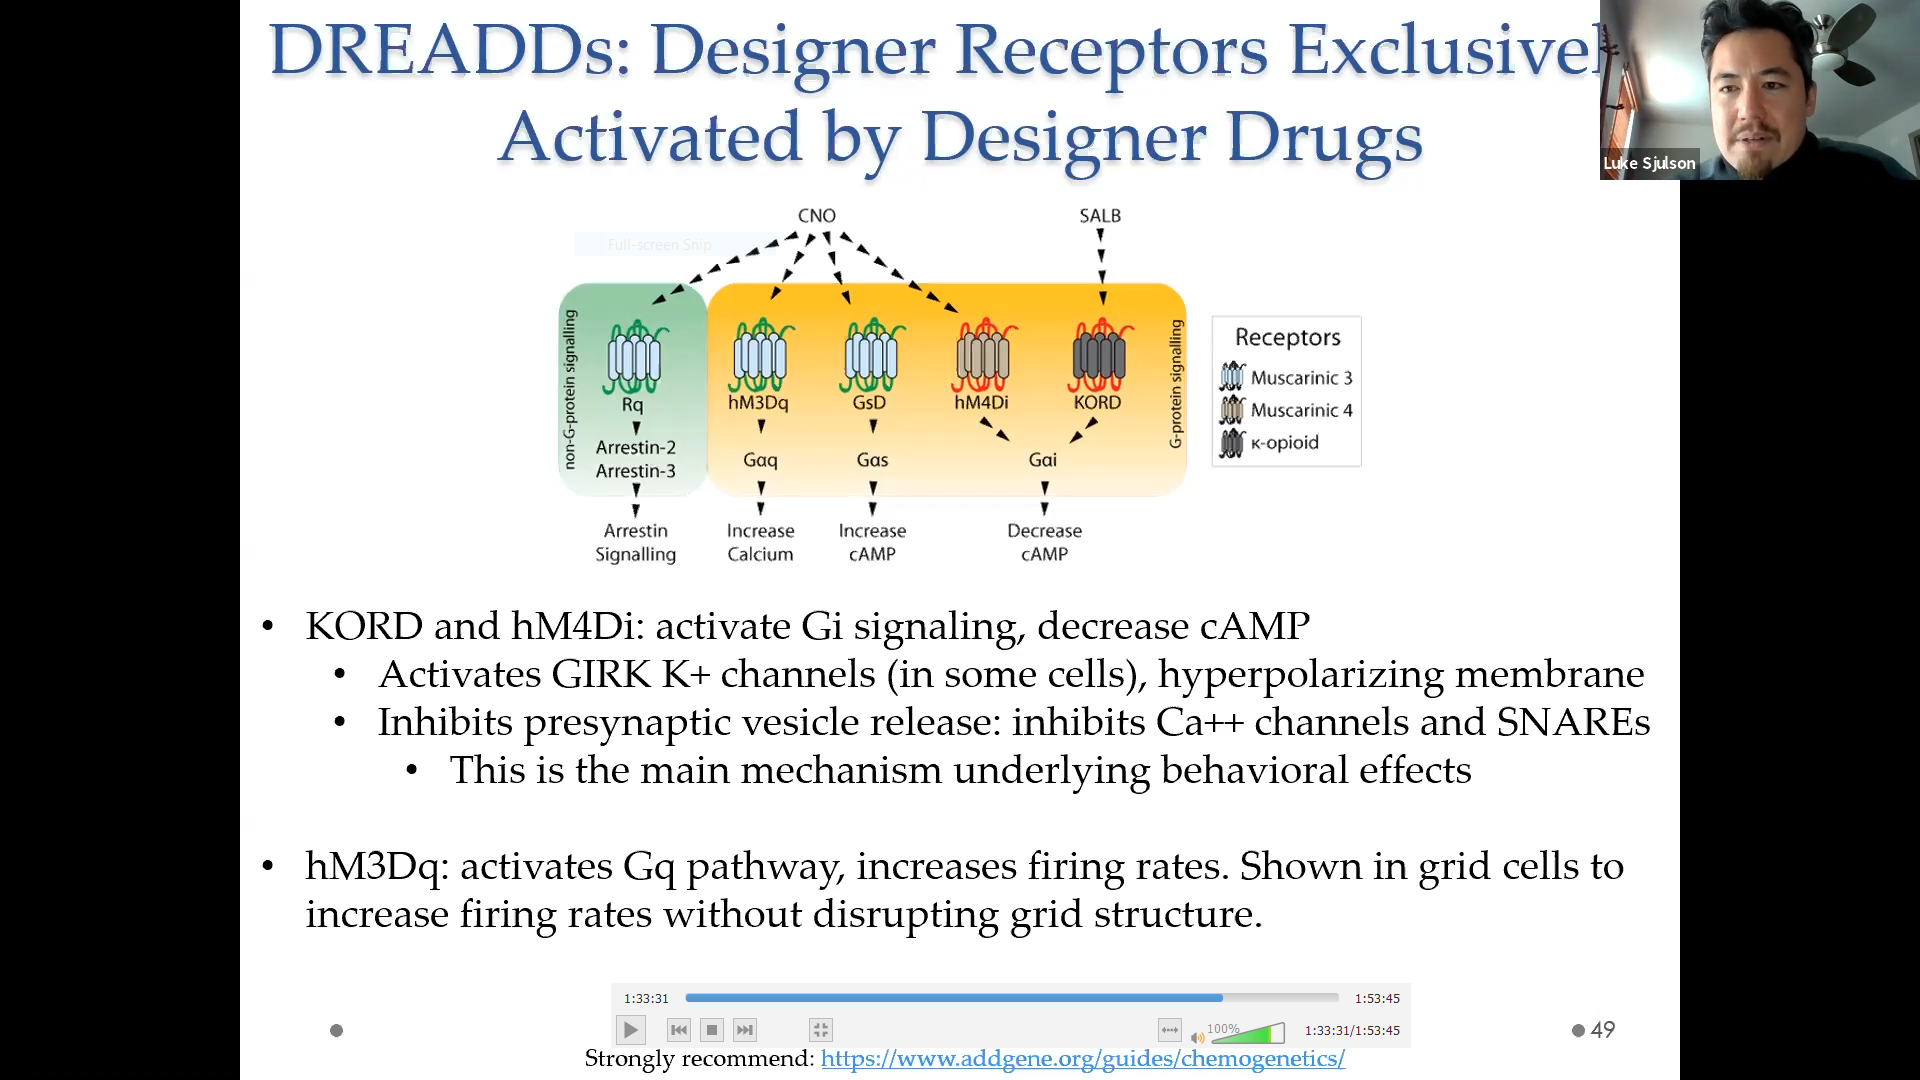 DREADDs: Designer Receptors Exclusivel
Activated by Designer Drugs
Luke Sjulson
CNO
SALB
Full-screen Snip
non-G-protein signalling
G-protein signalling
Rq
hM3Dq
GsD
hM4Di
KORD
Arrestin-2
Arrestin-3
Gαq
Gαs
Gαi
Arrestin
Signalling
Increase
Calcium
Increase
cAMP
Decrease
cAMP
Receptors
Muscarinic 3
Muscarinic 4
κ-opioid
• KORD and hM4Di: activate Gi signaling, decrease cAMP
• Activates GIRK K+ channels (in some cells), hyperpolarizing membrane
• Inhibits presynaptic vesicle release: inhibits Ca++ channels and SNAREs
• This is the main mechanism underlying behavioral effects
• hM3Dq: activates Gq pathway, increases firing rates. Shown in grid cells to
increase firing rates without disrupting grid structure.
1:33:31
1:53:45
100%
1:33:31/1:53:45
49
Strongly recommend: https://www.addgene.org/guides/chemogenetics/